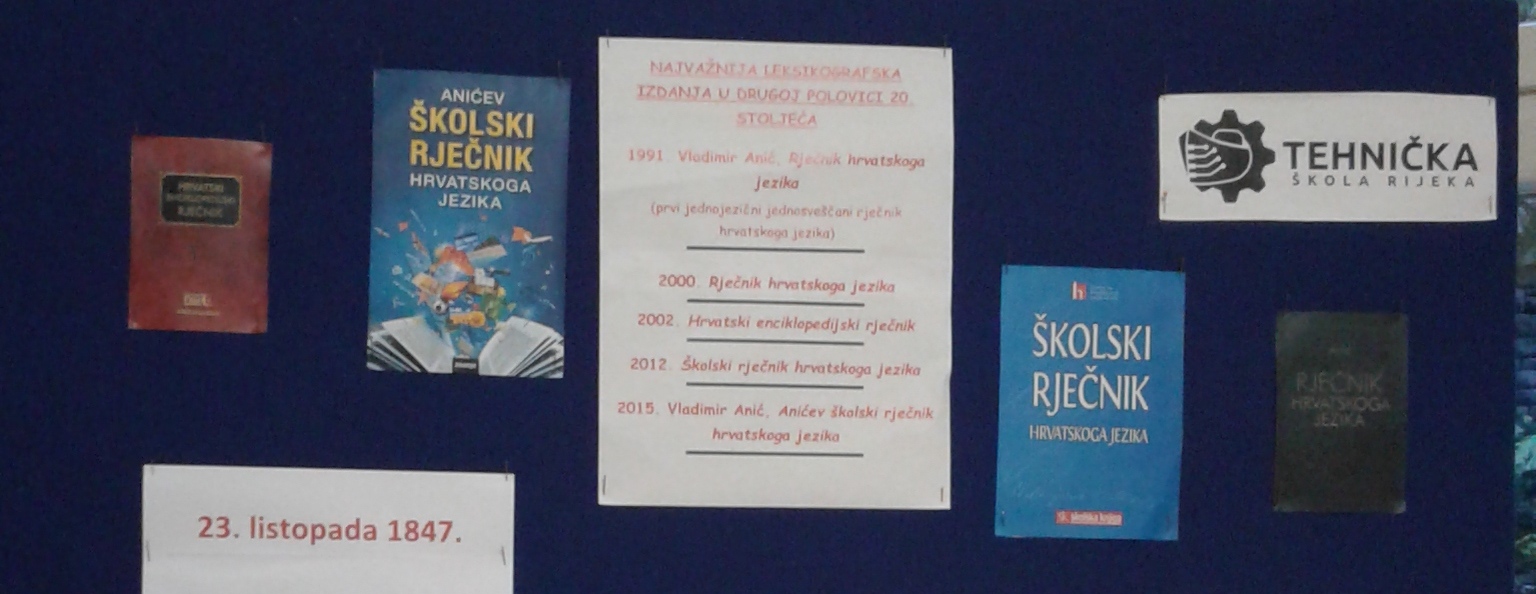 HRVATSKI
ENCIKLOPEDIJSKI
RJEČNIK
ANIĆEV
ŠKOLSKI
RJEČNIK
HRVATSKOGA
JEZIKA
NAJVAŽNIJA LEKSIKOGRAFSKA
IZDANJA U DRUGOJ POLOVICI 20.
STOLJEĆA
1991. Vladimir Anić, Rječnik hrvatskoga
jezika
(prvi jednojezični jednosveščani rječnik
hrvatskoga jezika)
2000. Rječnik hrvatskoga jezika
2002. Hrvatski enciklopedijski rječnik
2012. Školski rječnik hrvatskoga jezika
2015. Vladimir Anić, Anićev školski rječnik
hrvatskoga jezika
TEHNIČKA
ŠKOLA RIJEKA
ŠKOLSKI
RJEČNIK
HRVATSKOGA JEZIKA
školska knjiga
RJEČNIK
HRVATSKOGA
JEZIKA
23. listopada 1847.